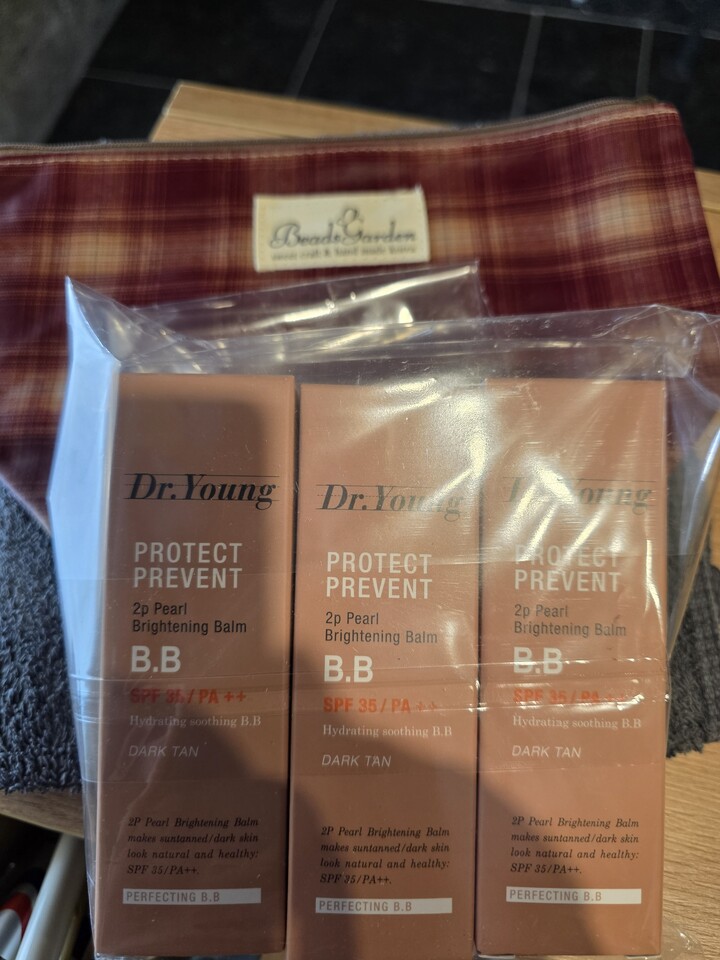 Beads Garden
Dr.Young
PROTECT
PREVENT
2p Pearl
Brightening Balm
B.B
SPF 35/PA ++
Hydrating soothing B.B
DARK TAN
2P Pearl Brightening Balm
makes suntanned/dark skin
look natural and healthy:
SPF 35/PA++.
PERFECTING B.B
Dr.Young
PROTECT
PREVENT
2p Pearl
Brightening Balm
B.B
SPF 35/PA ++
Hydrating soothing B.B
DARK TAN
2P Pearl Brightening Balm
makes suntanned/dark skin
look natural and healthy:
SPF 35/PA++.
PERFECTING B.B
Dr.Young
PROTECT
PREVENT
2p Pearl
Brightening Balm
B.B
SPF 35/PA ++
Hydrating soothing B.B
DARK TAN
2P Pearl Brightening Balm
makes suntanned/dark skin
look natural and healthy:
SPF 35/PA++.
PERFECTING B.B